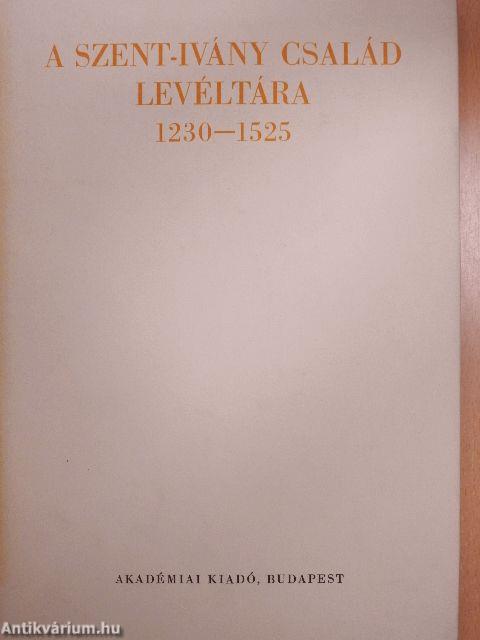 A SZENT-IVÁNY CSALÁD
LEVÉLTÁRA
1230—1525
AKADÉMIAI KIADÓ, BUDAPEST
Antikvárium.hu